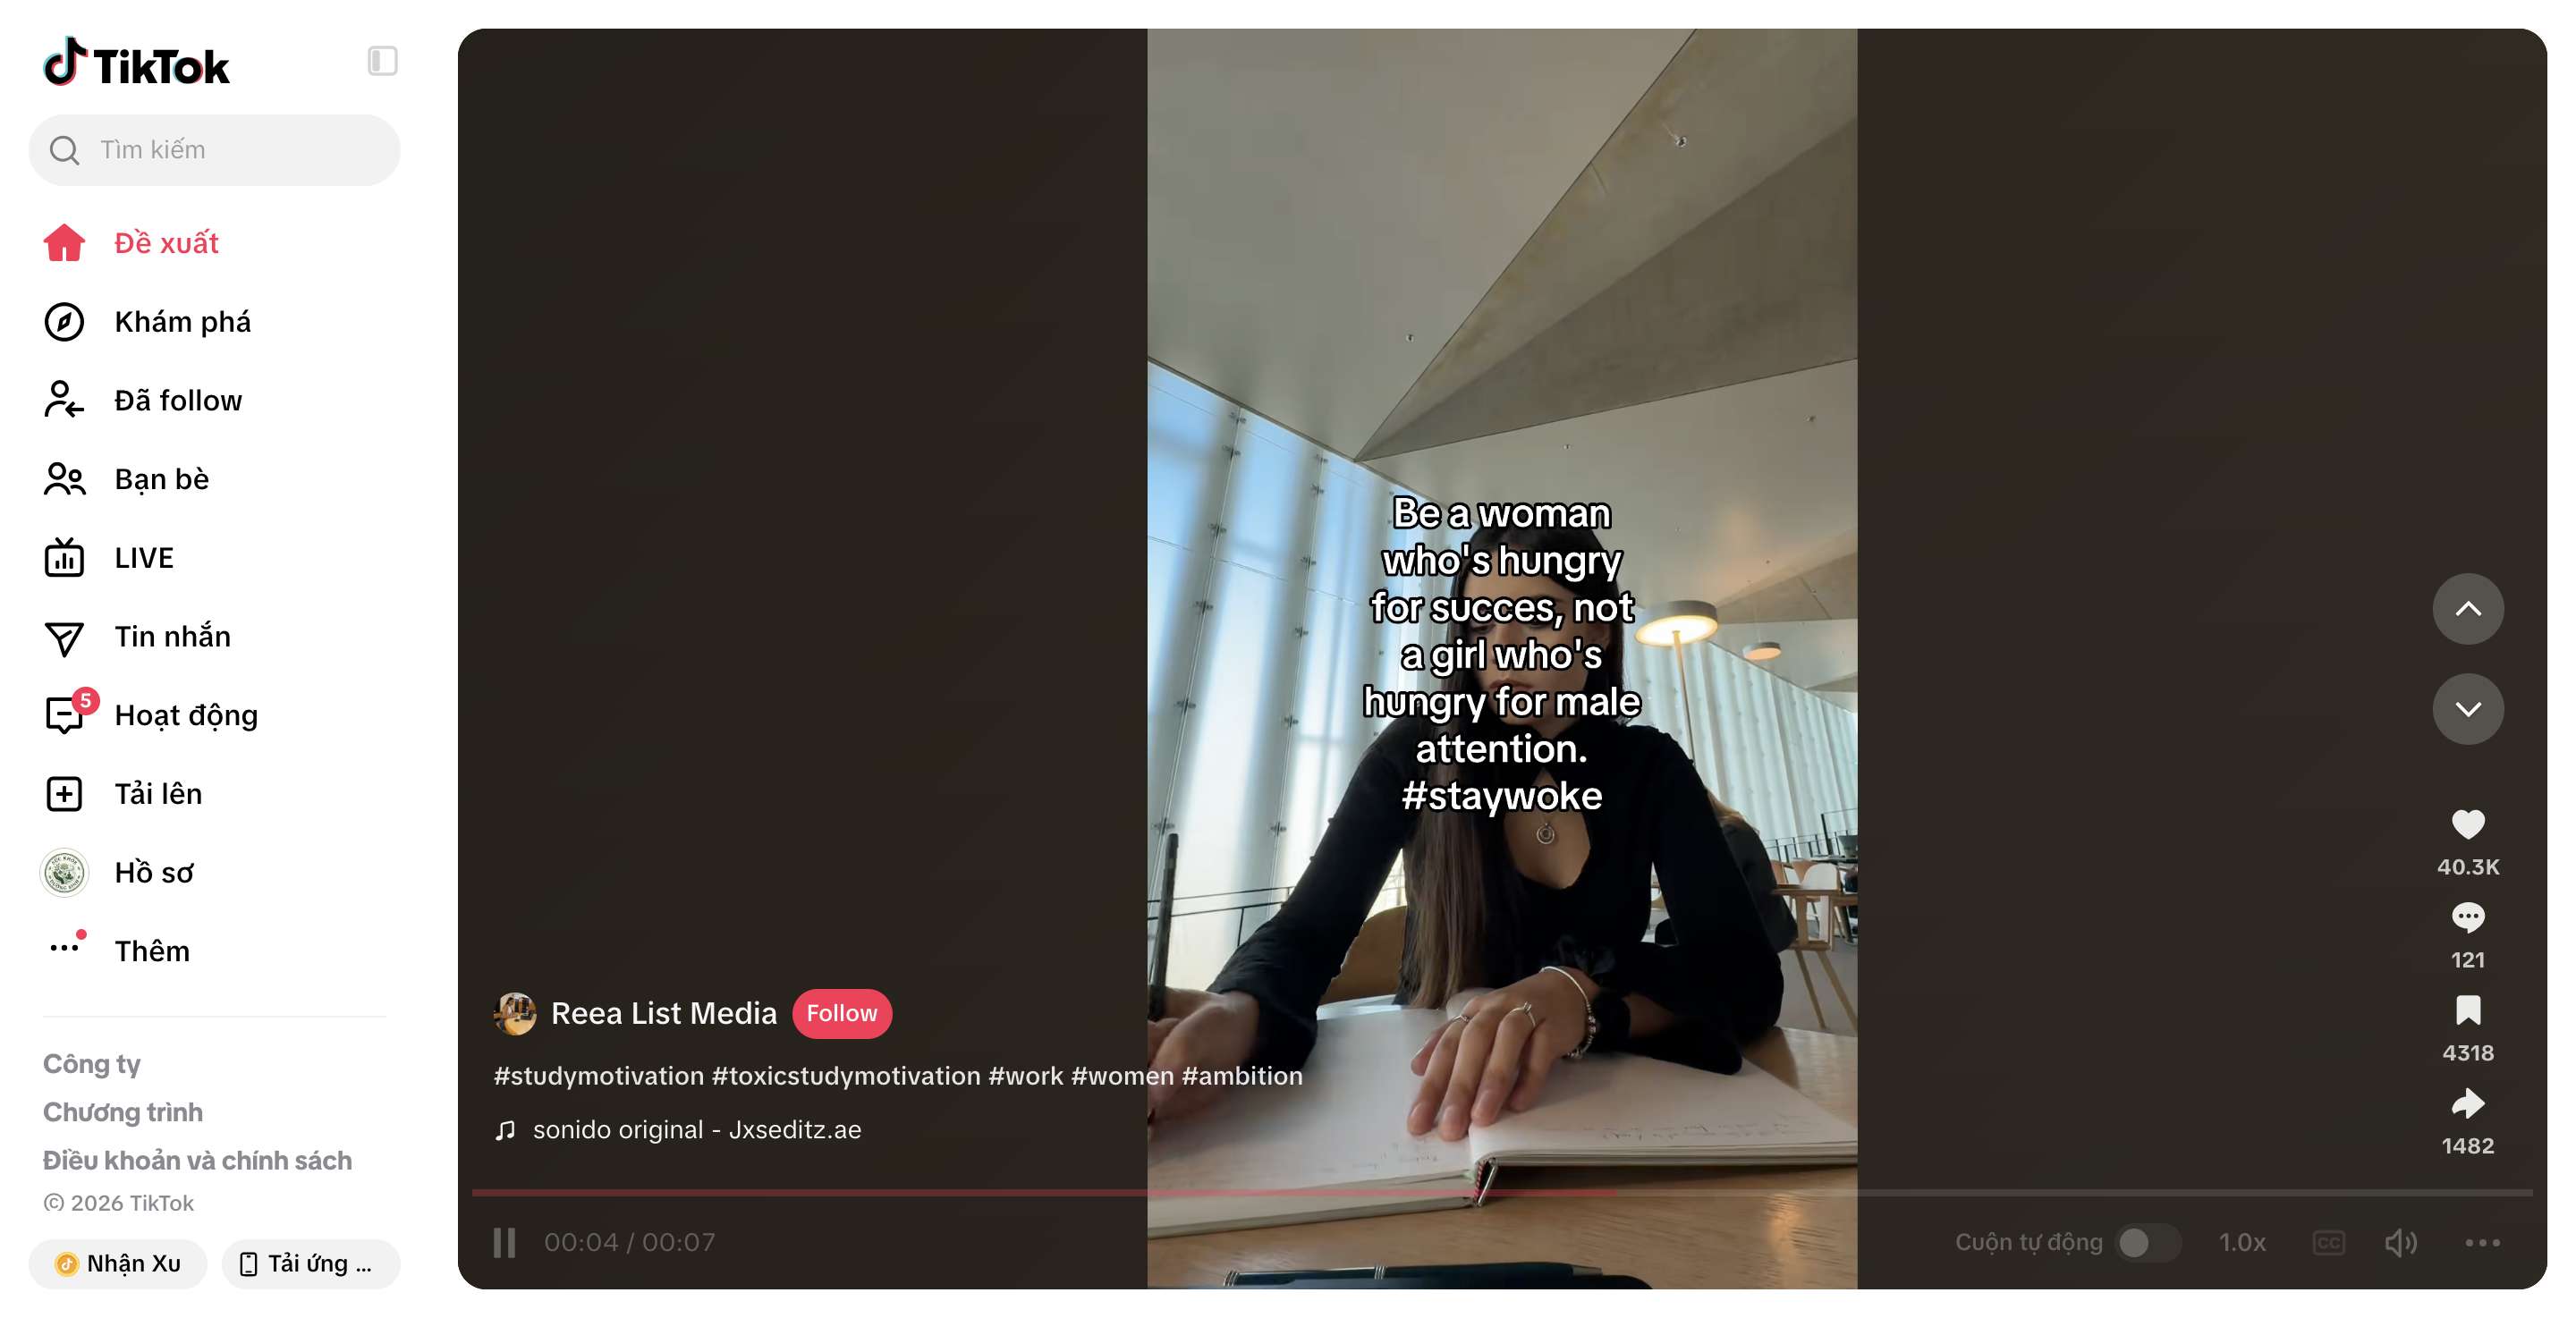 TikTok
Tìm kiếm
Đề xuất
Khám phá
Đã follow
Bạn bè
LIVE
Tin nhắn
5
Hoạt động
Tải lên
Hồ sơ
Thêm
Công ty
Chương trình
Điều khoản và chính sách
© 2026 TikTok
Nhận Xu
Tải ứng ...
Be a woman
who's hungry
for succes, not
a girl who's
hungry for male
attention.
#staywoke
Reea List Media
Follow
#studymotivation #toxicstudymotivation #work #women #ambition
sonido original - Jxseditz.ae
00:04 / 00:07
40.3K
121
4318
1482
Cuộn tự động
1.0x
CC